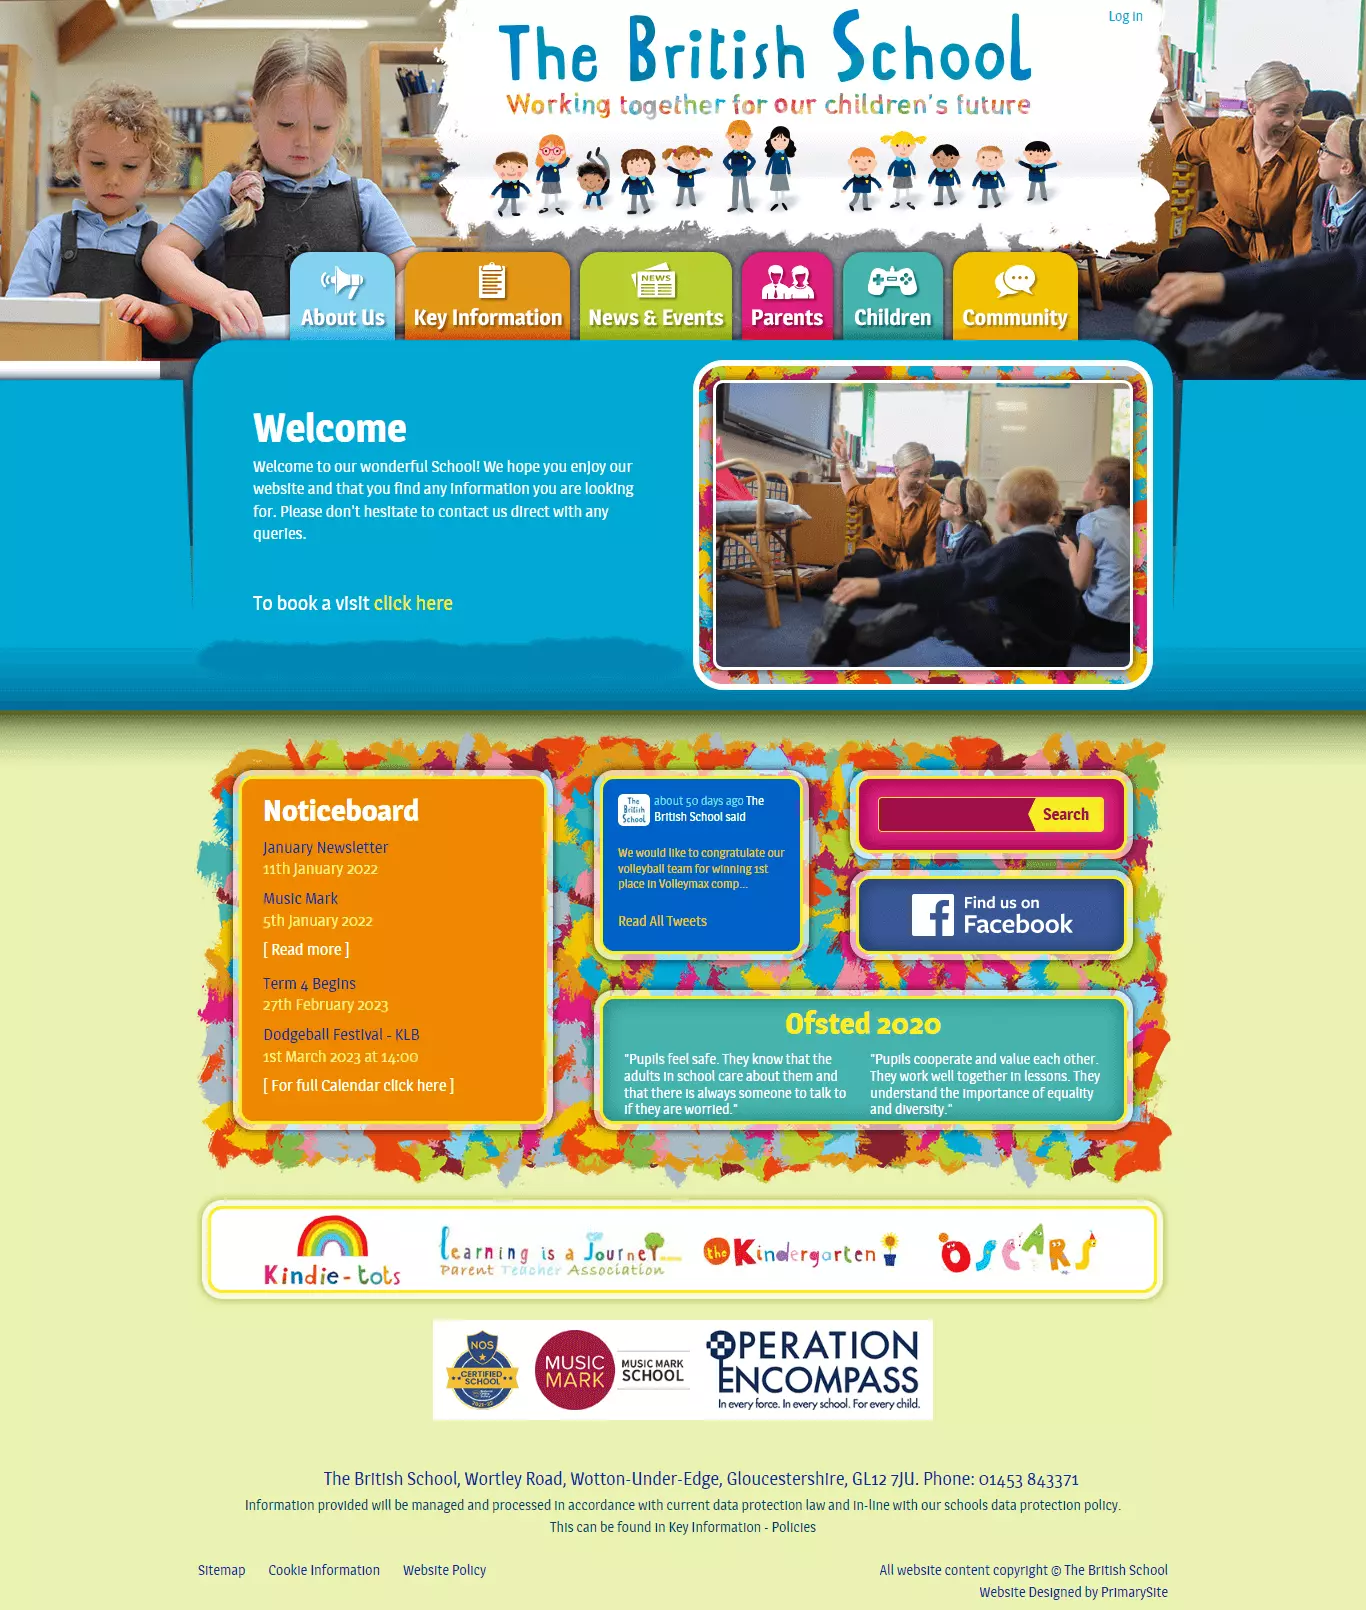 Log in
The British School
Working together for our children's future
About Us
Key Information
NEWS
News & Events
Parents
Children
Community
Welcome
Welcome to our wonderful School! We hope you enjoy our
website and that you find any information you are looking
for. Please don't hesitate to contact us direct with any
queries.
To book a visit click here
Noticeboard
January Newsletter
11th January 2022
Music Mark
5th January 2022
[ Read more ]
Term 4 Begins
27th February 2023
Dodgeball Festival - KLB
1st March 2023 at 14:00
[ For full Calendar click here ]
The
British
School
about 50 days ago The
British School said
We would like to congratulate our
volleyball team for winning 1st
place in Volleymax comp...
Read All Tweets
Search
Find us on
Facebook
Ofsted 2020
"Pupils feel safe. They know that the
adults in school care about them and
that there is always someone to talk to
if they are worried."
"Pupils cooperate and value each other.
They work well together in lessons. They
understand the importance of equality
and diversity."
Kindie-tots
Learning is a Journey
Parent Teacher Association
the Kindergarten
OSCARS
NOS
CERTIFIED
SCHOOL
MUSIC
MARK
MUSIC MARK
SCHOOL
OPERATION
ENCOMPASS
In every force. In every school. For every child.
The British School, Wortley Road, Wotton-Under-Edge, Gloucestershire, GL12 7JU. Phone: 01453 843371
Information provided will be managed and processed in accordance with current data protection law and in-line with our schools data protection policy.
This can be found in Key Information - Policies
Sitemap
Cookie Information
Website Policy
All website content copyright © The British School
Website Designed by PrimarySite